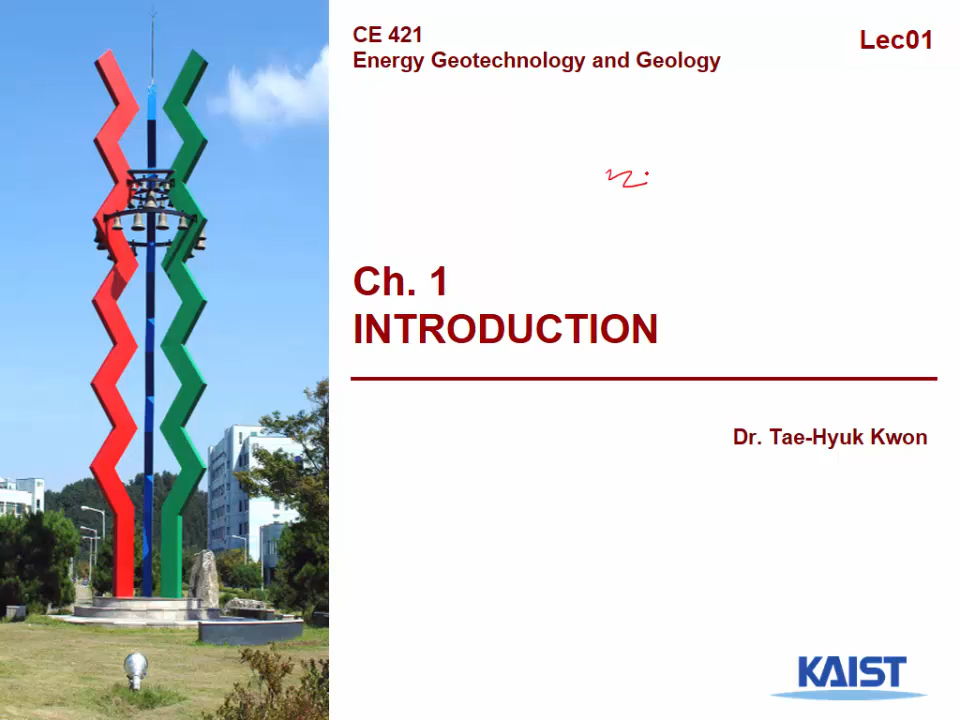 CE 421
Energy Geotechnology and Geology
Lec01
Ch. 1
INTRODUCTION
Dr. Tae-Hyuk Kwon
KAIST